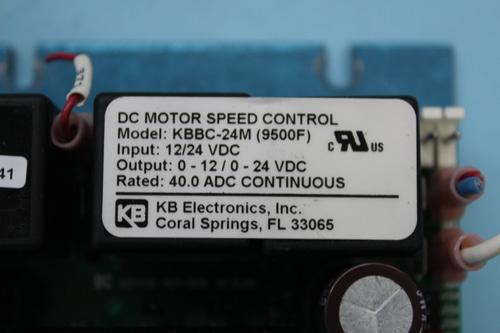 DC MOTOR SPEED CONTROL
Model: KBBC-24M (9500F)
Input: 12/24 VDC
Output: 0 - 12 / 0 - 24 VDC
Rated: 40.0 ADC CONTINUOUS
c RU US
KB KB Electronics, Inc.
Coral Springs, FL 33065
41